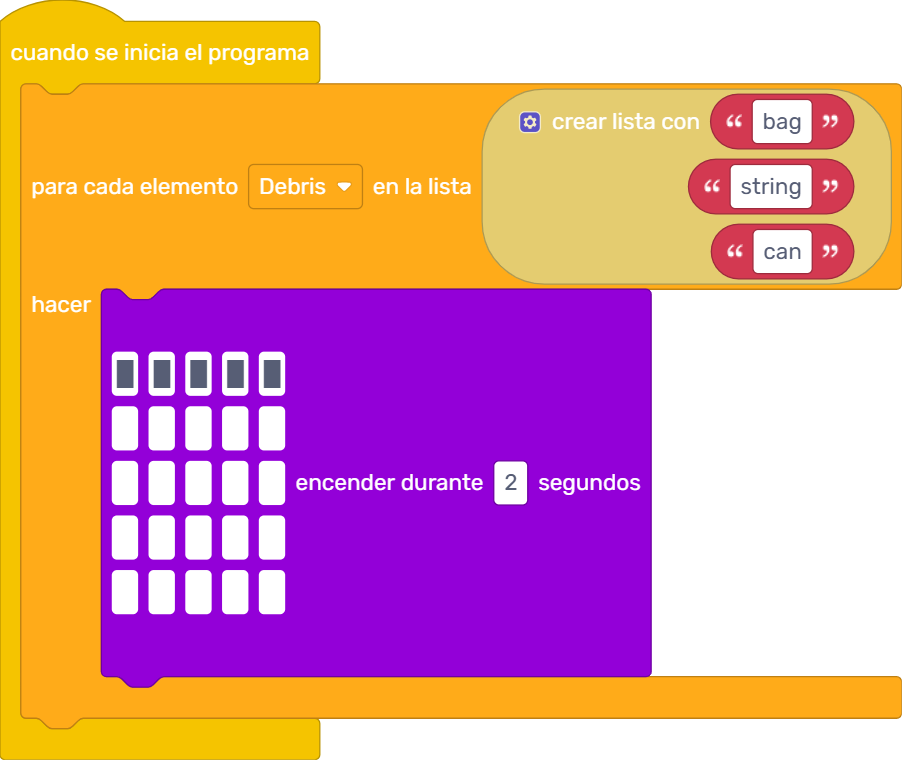 cuando se inicia el programa
crear lista con “ bag ”
para cada elemento Debris en la lista “ string ”
“ can ”
hacer
encender durante 2 segundos